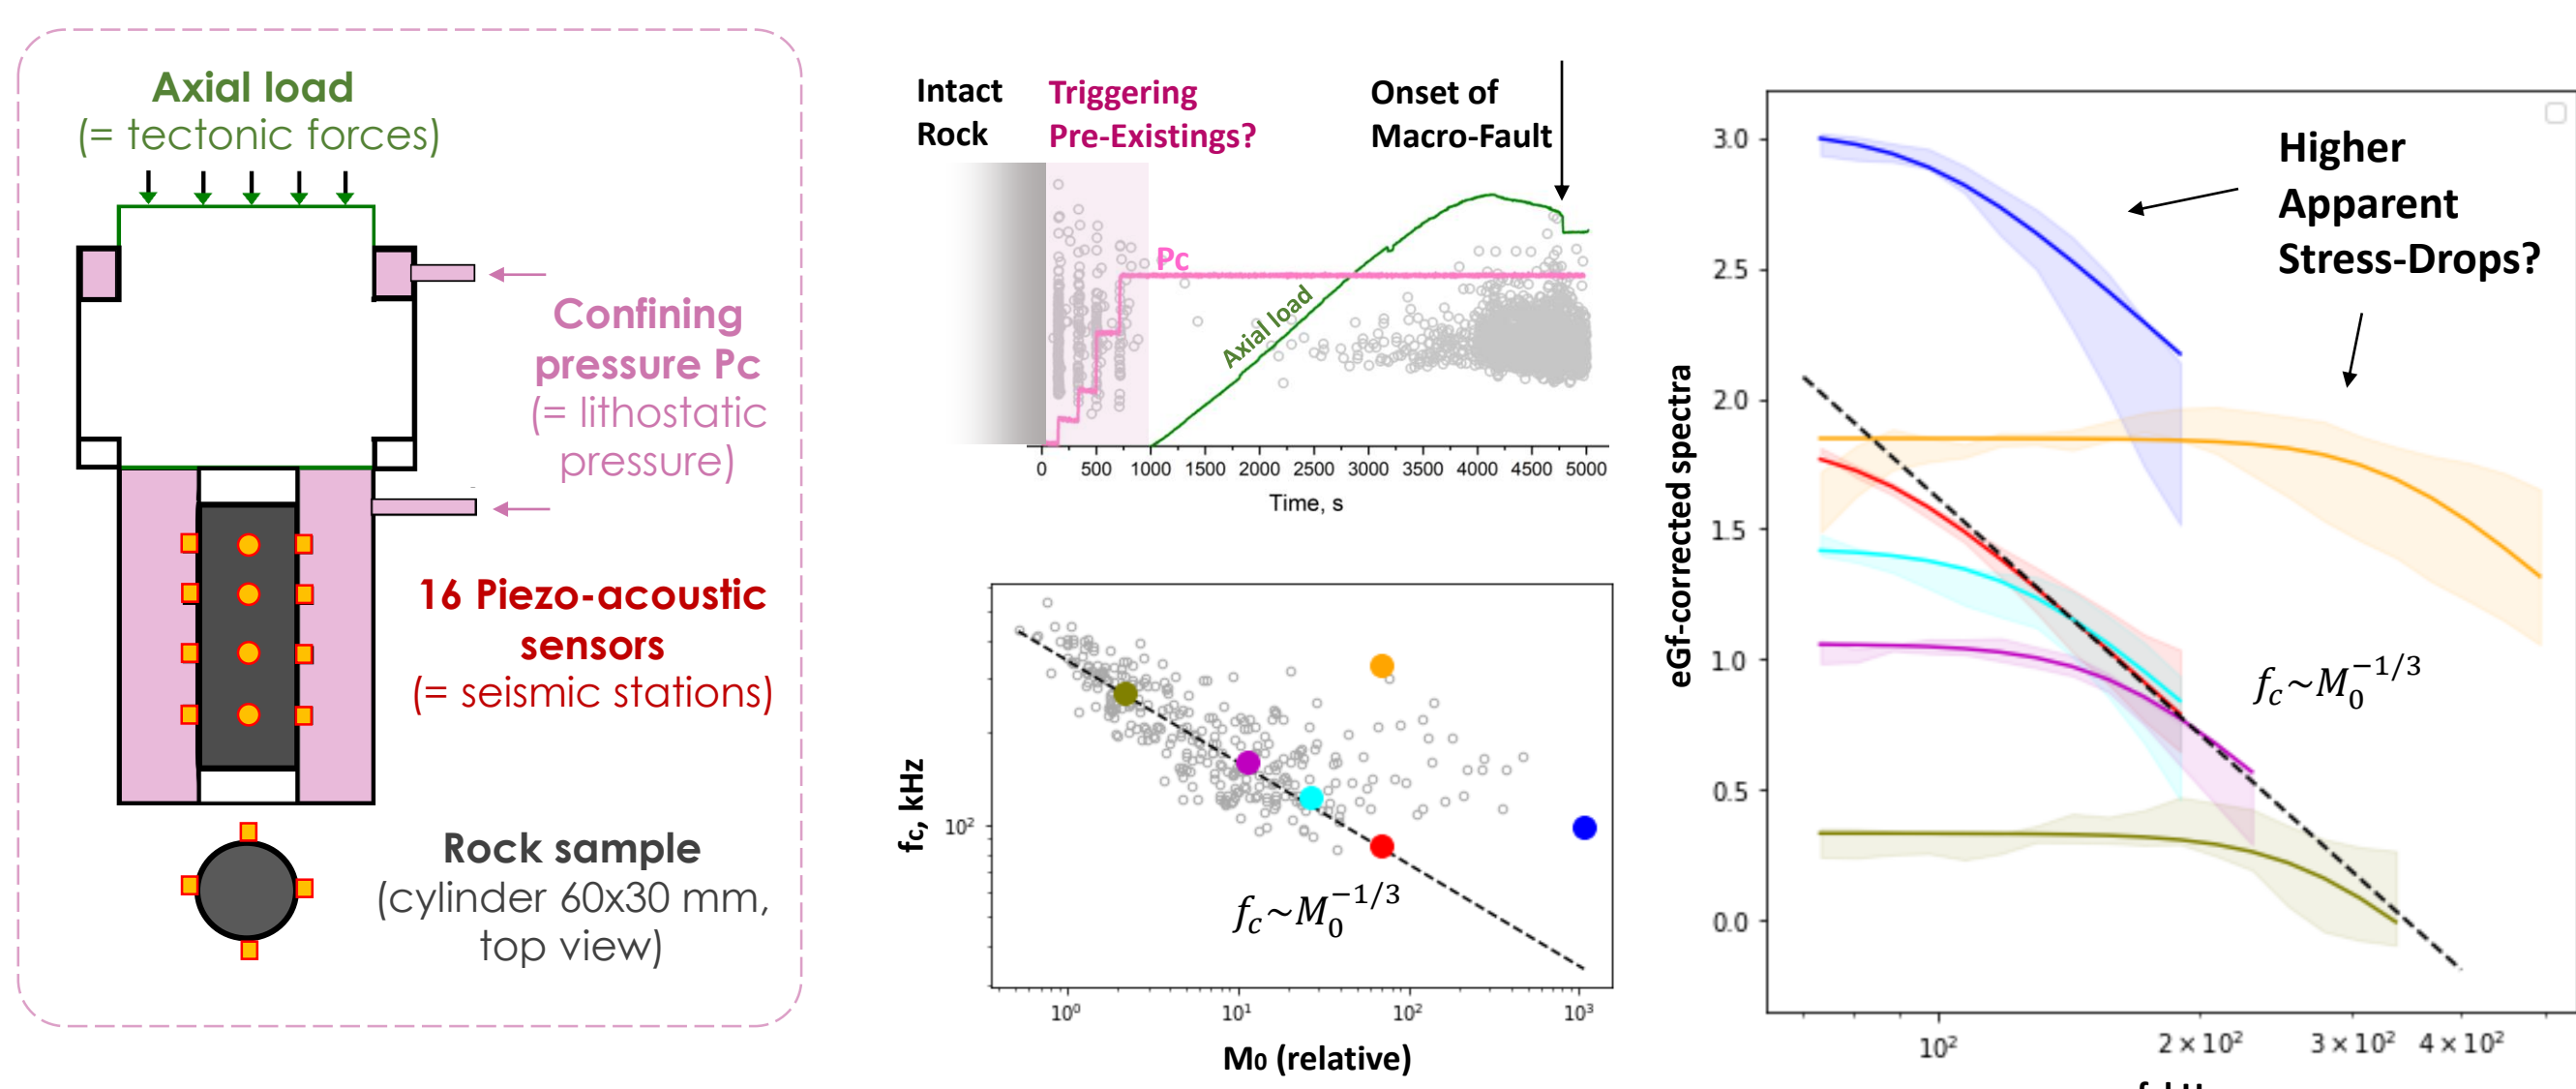 Axial load
(= tectonic forces)
Confining
pressure Pc
(= lithostatic
pressure)
16 Piezo-acoustic
sensors
(= seismic stations)
Rock sample
(cylinder 60x30 mm,
top view)
Intact
Rock
Triggering
Pre-Existings?
Onset of
Macro-Fault
Pc
Axial load
0 500 1000 1500 2000 2500 3000 3500 4000 4500 5000
Time, s
fc, kHz
10²
f_c~M_0^{-1/3}
10⁰ 10¹ 10² 10³
M₀ (relative)
eGf-corrected spectra
3.0
2.5
2.0
1.5
1.0
0.5
0.0
Higher
Apparent
Stress-Drops?
f_c~M_0^{-1/3}
10² 2×10² 3×10² 4×10²